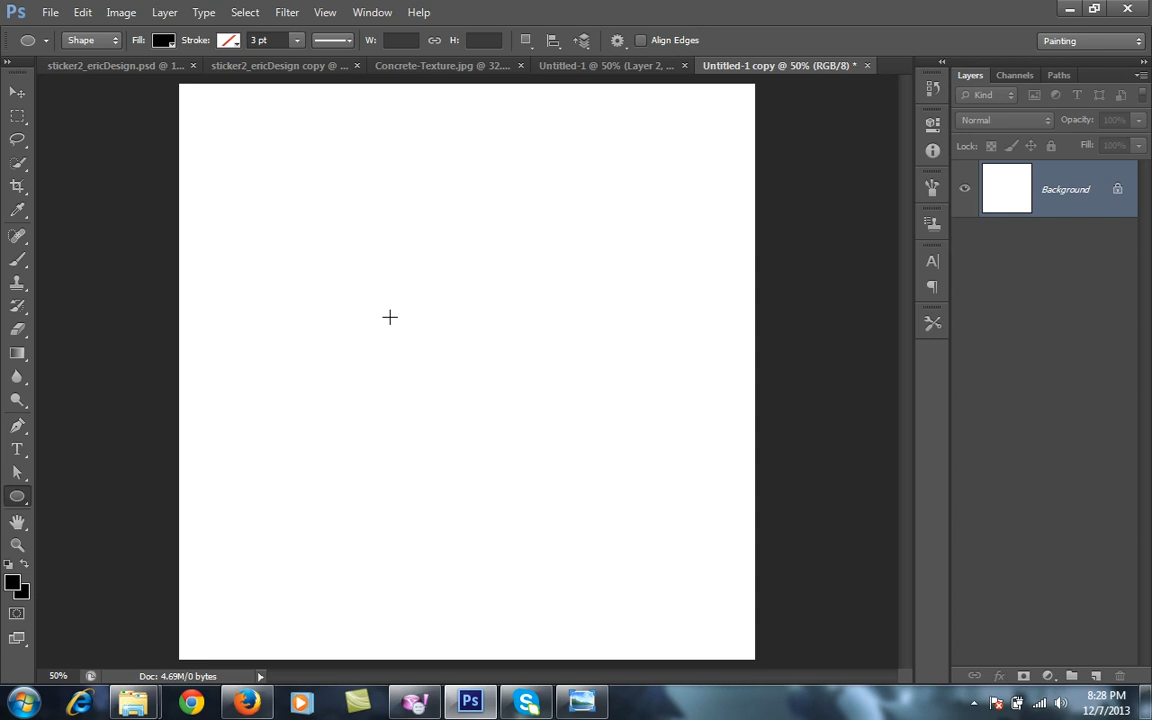 Ps File Edit Image Layer Type Select Filter View Window Help
Shape Fill: Stroke: 3 pt W: H: Align Edges Painting
sticker2_ericDesign.psd @ 1... × sticker2_ericDesign copy @ ... × Concrete-Texture.jpg @ 32.... × Untitled-1 @ 50% (Layer 2, ... × Untitled-1 copy @ 50% (RGB/8) * ×
Layers Channels Paths
Kind
Normal Opacity: 100%
Lock: Fill: 100%
Background
50% Doc: 4.69M/0 bytes
8:28 PM
12/7/2013